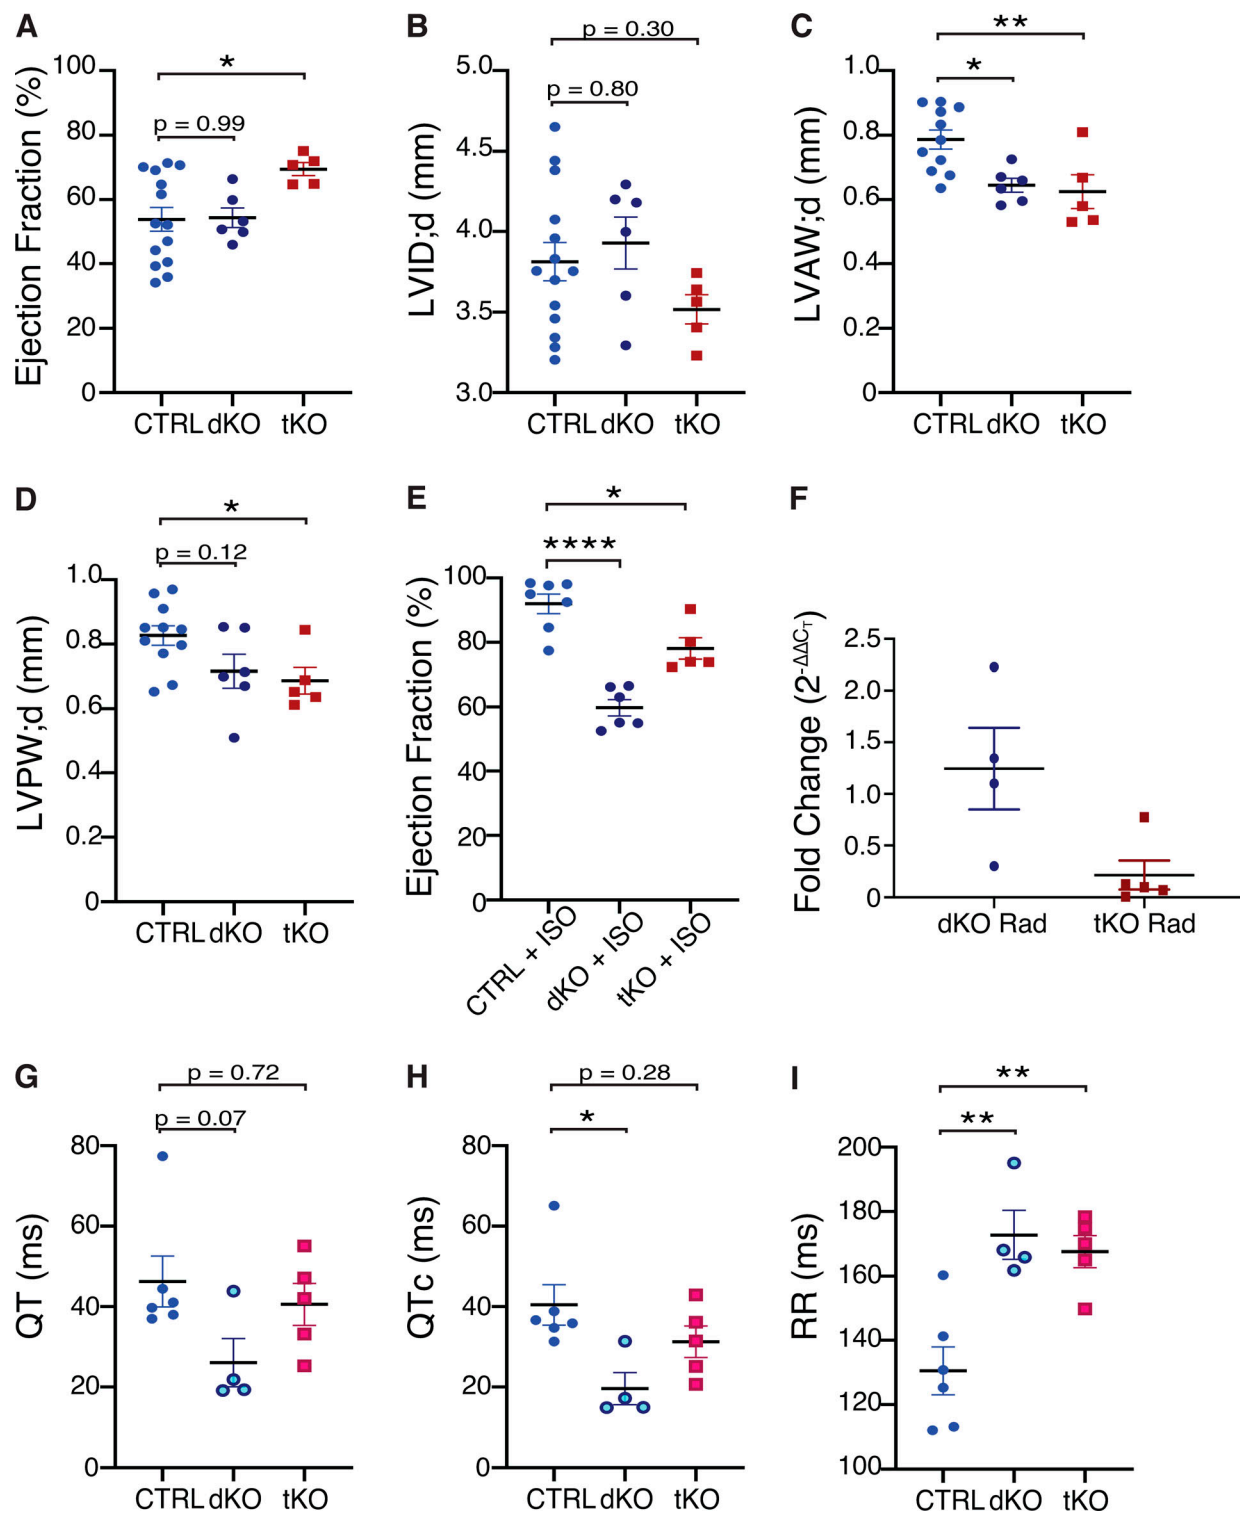 A
Ejection Fraction (%)
100
80
60
40
20
0
*
p = 0.99
CTRL dKO tKO
B
LVID;d (mm)
5.0
4.5
4.0
3.5
3.0
p = 0.30
p = 0.80
CTRL dKO tKO
C
LVAW;d (mm)
1.0
0.8
0.6
0.4
0.2
0
**
*
CTRL dKO tKO
D
LVPW;d (mm)
1.0
0.8
0.6
0.4
0.2
0
*
p = 0.12
CTRL dKO tKO
E
Ejection Fraction (%)
100
80
60
40
20
0
*
****
CTRL + ISO
dKO + ISO
tKO + ISO
F
Fold Change (2^-ΔΔC_T)
2.5
2.0
1.5
1.0
0.5
0
dKO Rad tKO Rad
G
QT (ms)
80
60
40
20
0
p = 0.72
p = 0.07
CTRL dKO tKO
H
QTc (ms)
80
60
40
20
0
p = 0.28
*
CTRL dKO tKO
I
RR (ms)
200
180
160
140
120
100
**
**
CTRL dKO tKO